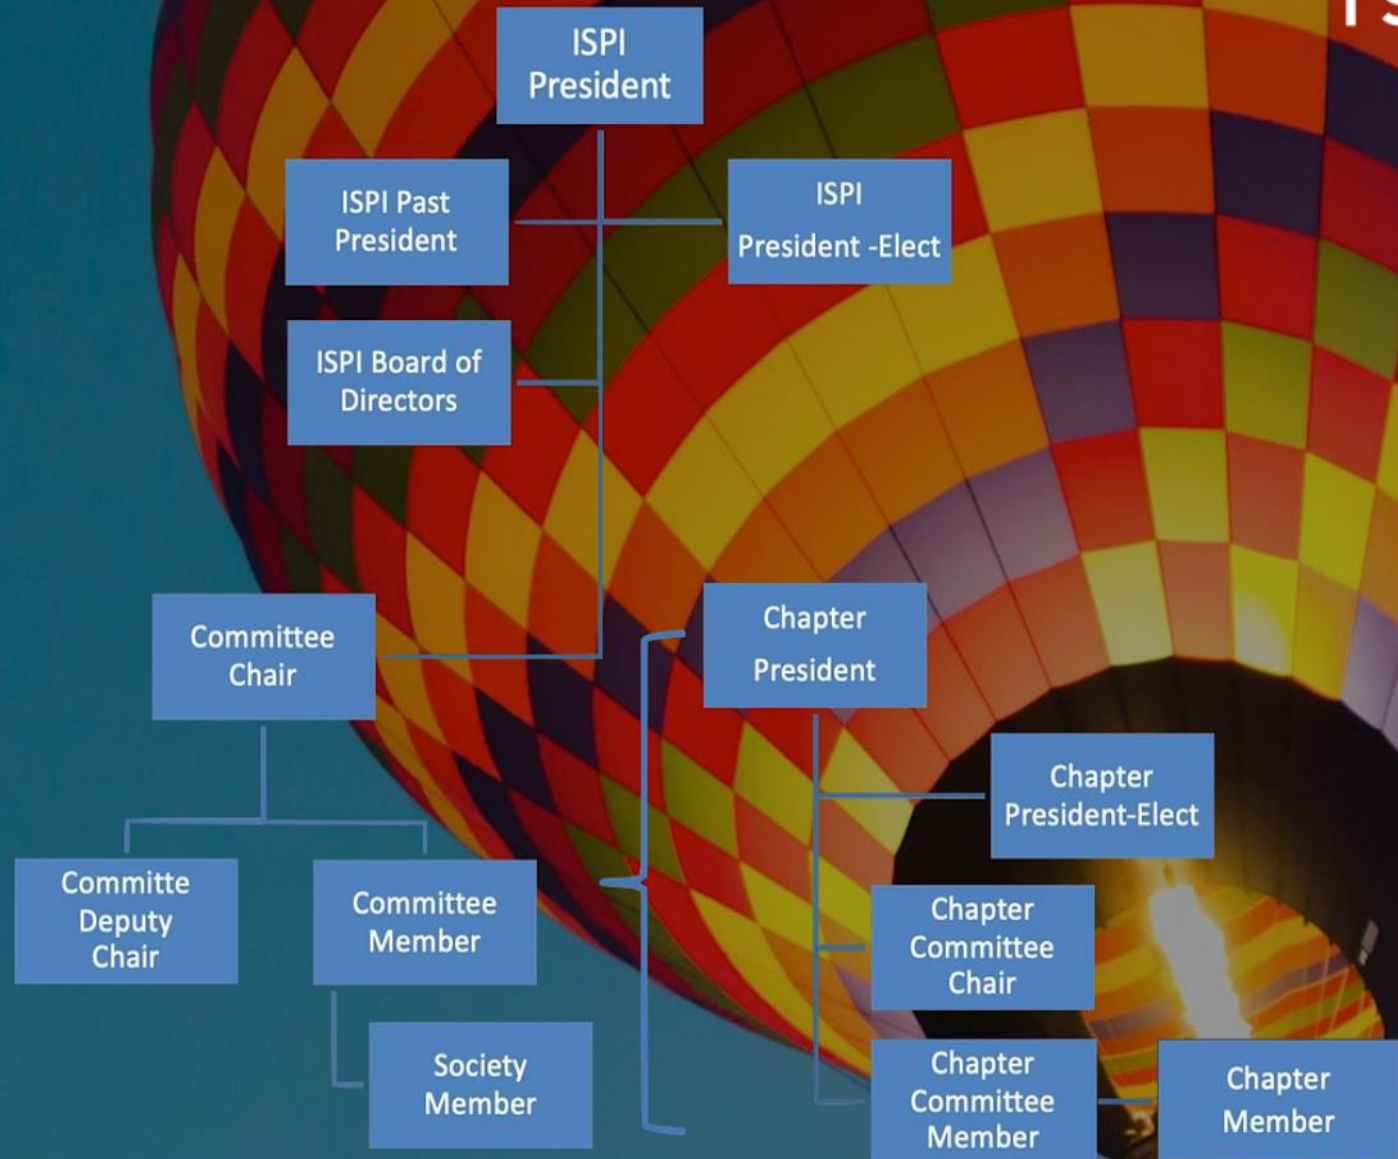 ISPI
President
ISPI Past
President
ISPI
President -Elect
ISPI Board of
Directors
Committee
Chair
Chapter
President
Chapter
President-Elect
Committe
Deputy
Chair
Committee
Member
Chapter
Committee
Chair
Society
Member
Chapter
Committee
Member
Chapter
Member